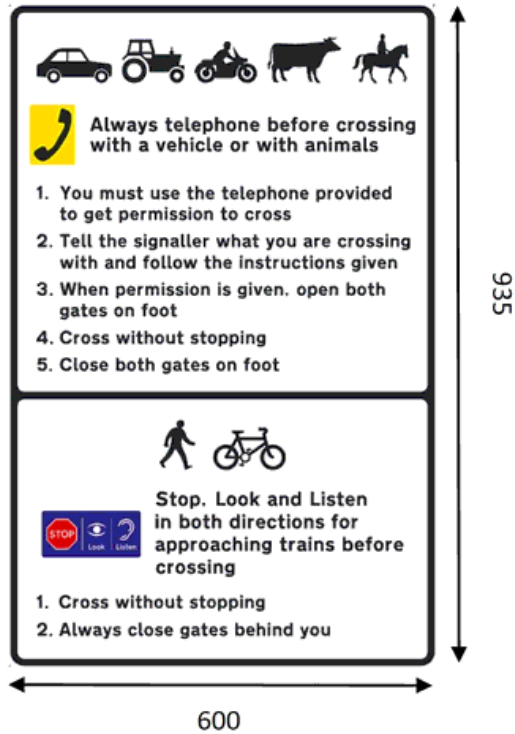 Always telephone before crossing
with a vehicle or with animals
1. You must use the telephone provided
to get permission to cross
2. Tell the signaller what you are crossing
with and follow the instructions given
3. When permission is given. open both
gates on foot
4. Cross without stopping
5. Close both gates on foot
935
Stop. Look and Listen
in both directions for
approaching trains before
crossing
STOP
Look
Listen
1. Cross without stopping
2. Always close gates behind you
600